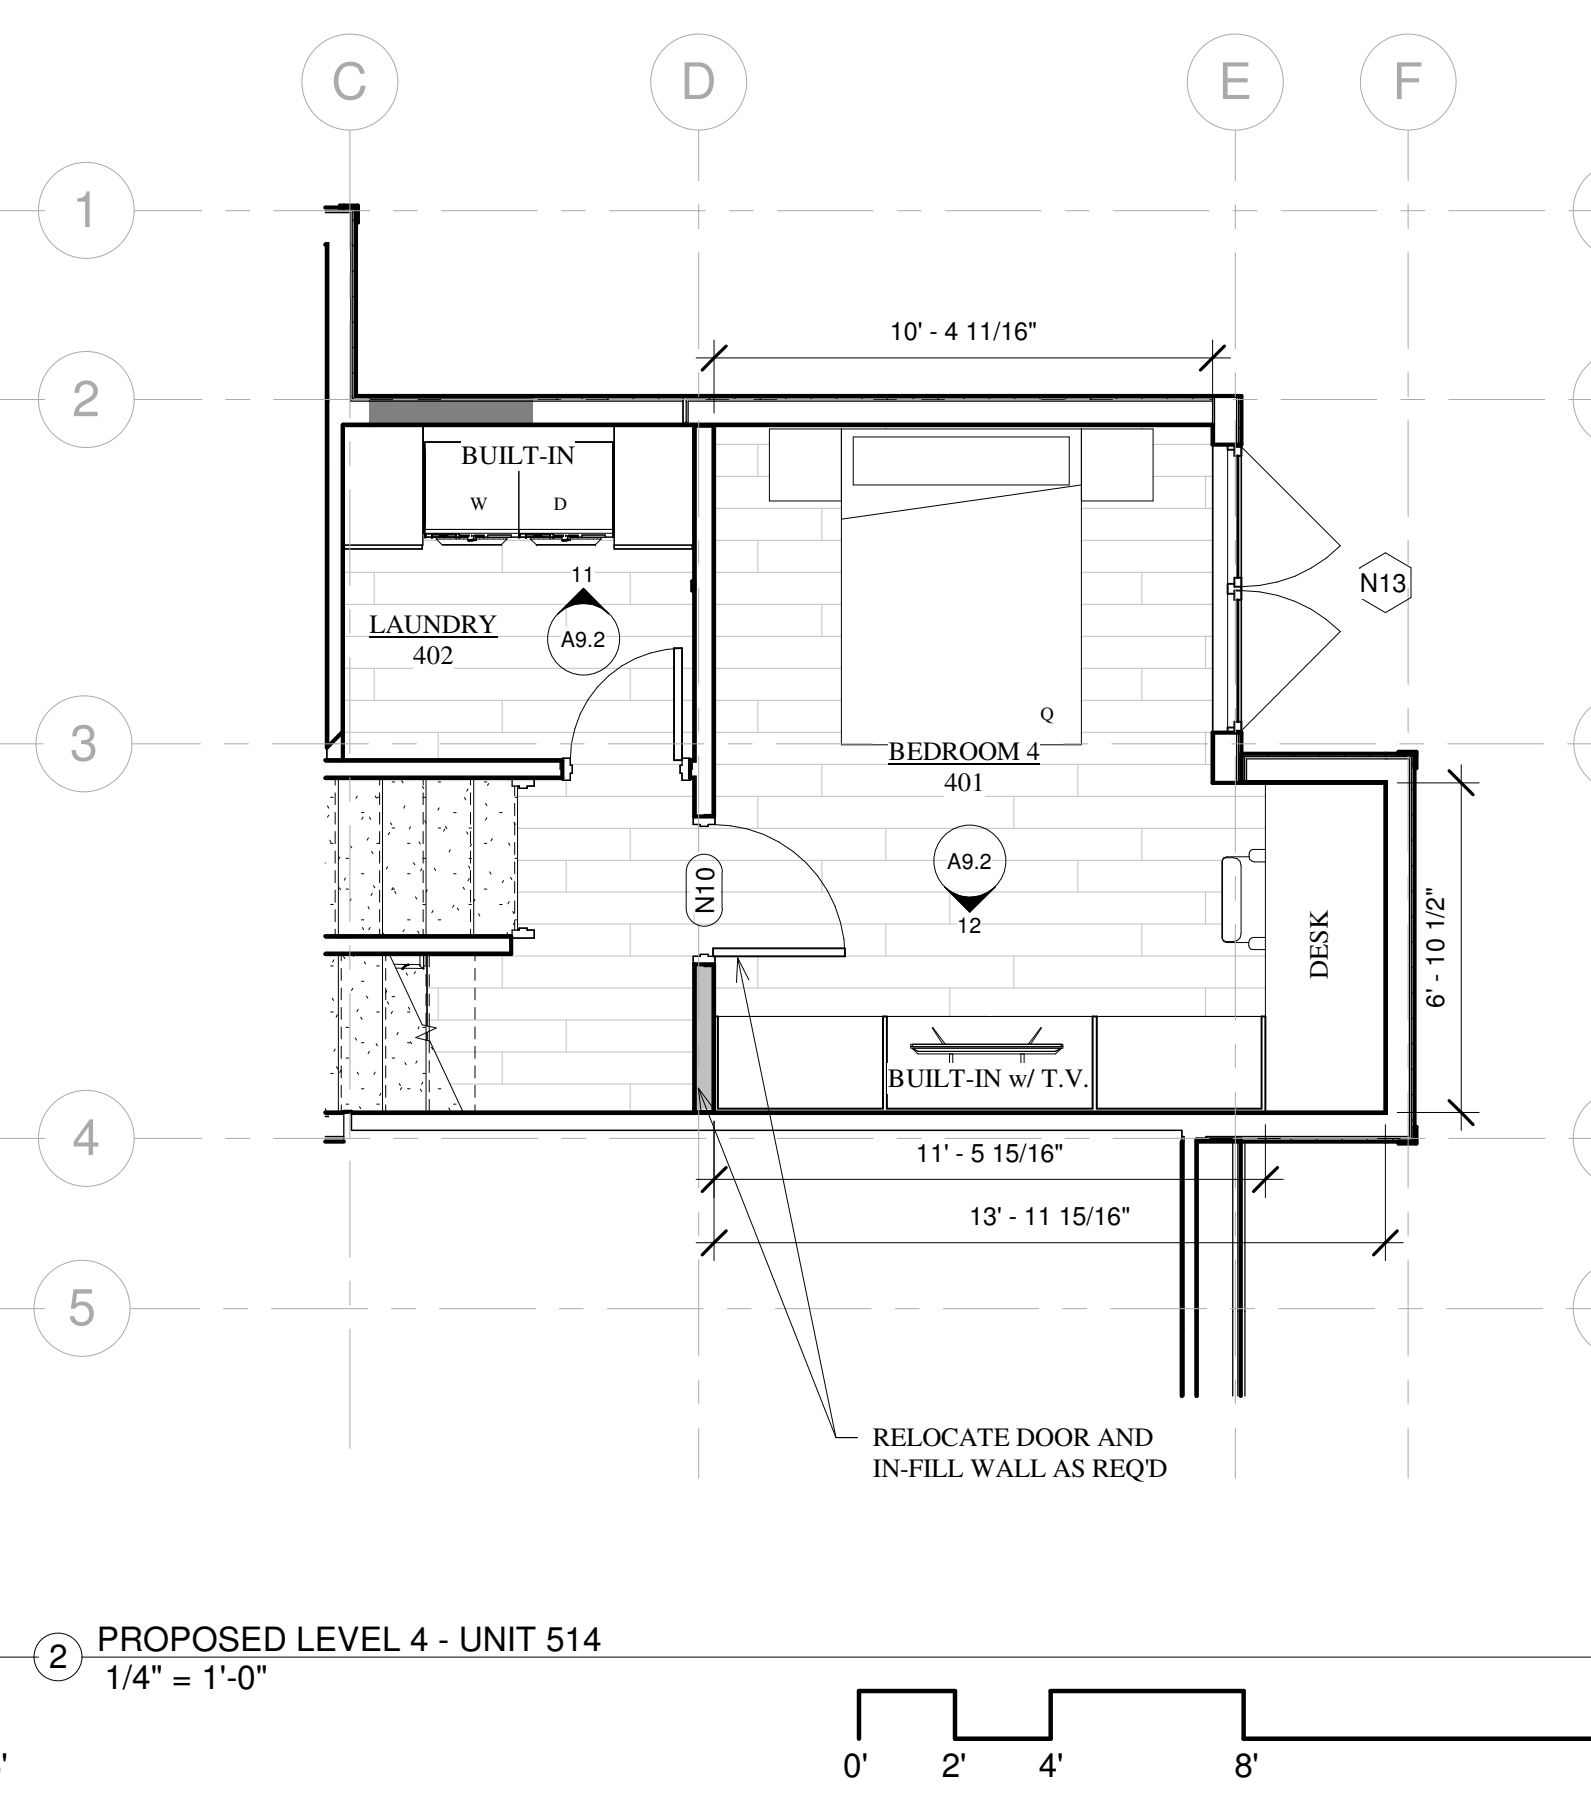 C
D
E
F
1
10' - 4 11/16"
2
BUILT-IN
W
D
11
A9.2
LAUNDRY
402
N13
Q
3
BEDROOM 4
401
A9.2
12
N10
DESK
6' - 10 1/2"
BUILT-IN w/ T.V.
4
11' - 5 15/16"
13' - 11 15/16"
5
RELOCATE DOOR AND
IN-FILL WALL AS REQ'D
2
PROPOSED LEVEL 4 - UNIT 514
1/4" = 1'-0"
0'
2'
4'
8'